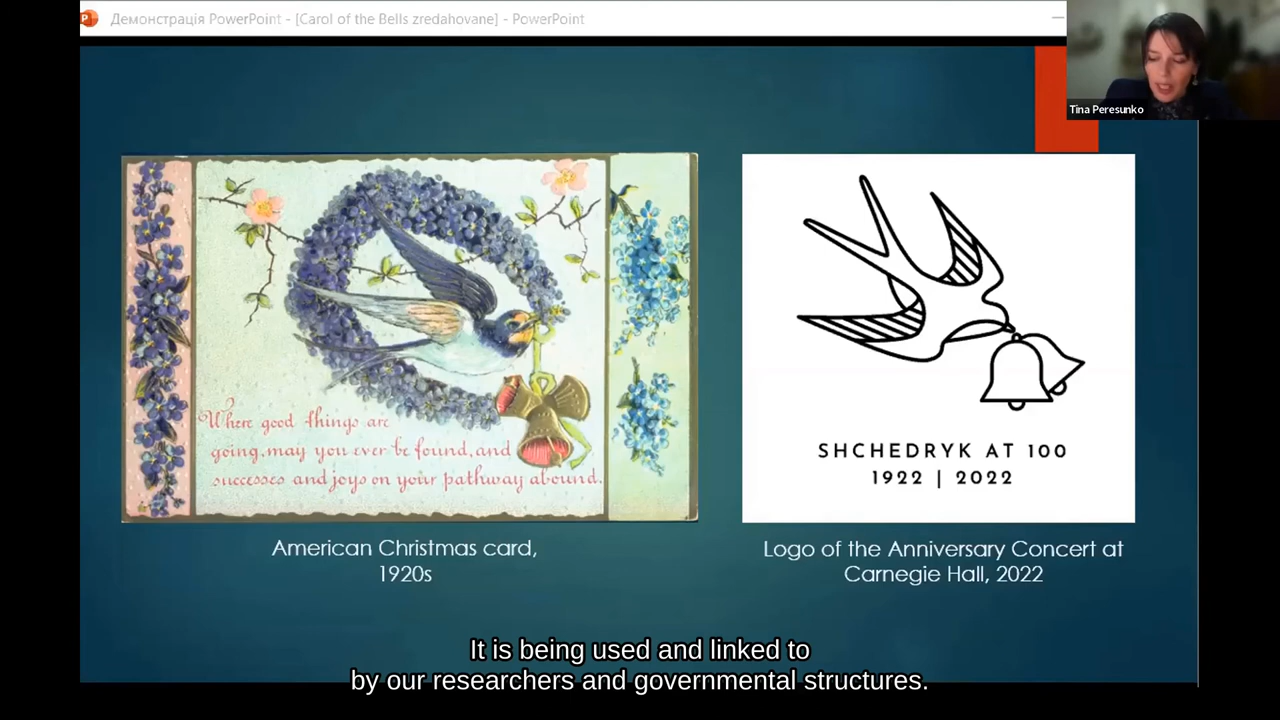 Демонстрація PowerPoint - [Carol of the Bells zredahovane] - PowerPoint
Tina Peresunko
Where good things are
going, may you ever be found, and
successes and joys on your pathway abound.
SHCHEDRYK AT 100
1922 | 2022
American Christmas card,
1920s
Logo of the Anniversary Concert at
Carnegie Hall, 2022
It is being used and linked to
by our researchers and governmental structures.